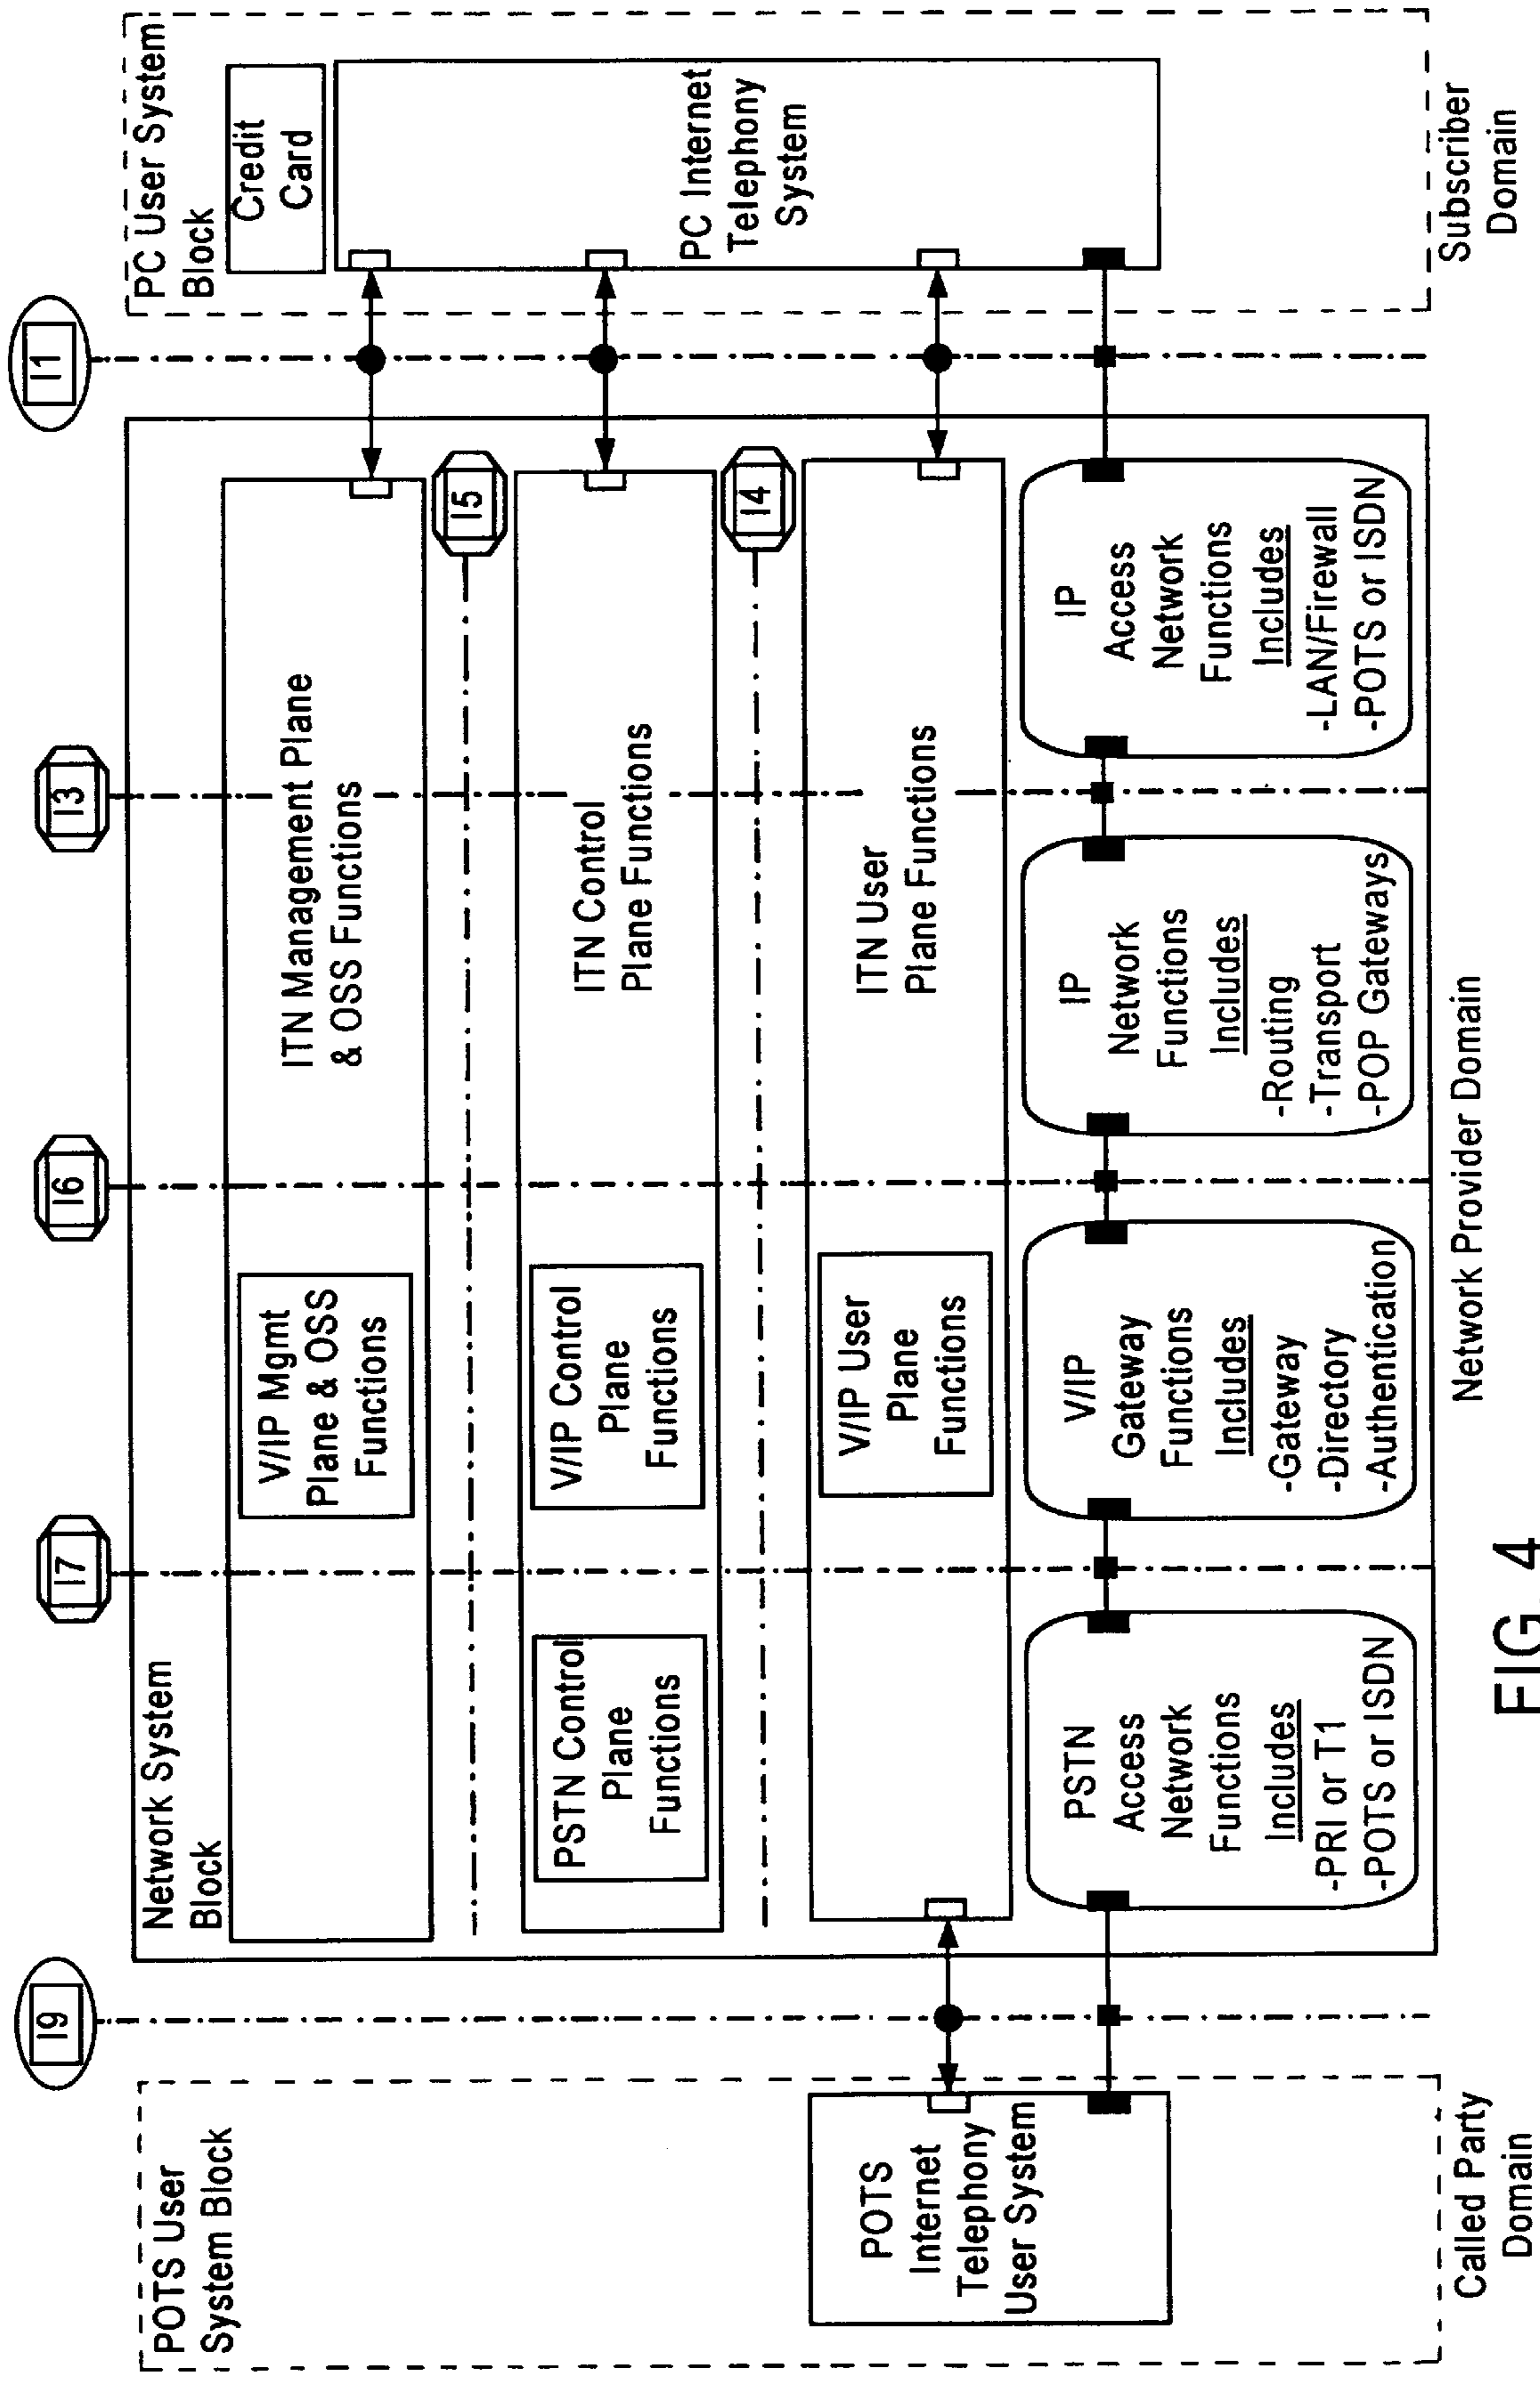 I9
I7
I6
I3
I1
POTS User
System Block
Network System
Block
PC User System
Block
Credit
Card
V/IP Mgmt
Plane & OSS
Functions
ITN Management Plane
& OSS Functions
I5
PSTN Control
Plane
Functions
V/IP Control
Plane
Functions
ITN Control
Plane Functions
I4
V/IP User
Plane
Functions
ITN User
Plane Functions
PC Internet
Telephony
System
POTS
Internet
Telephony
User System
PSTN
Access
Network
Functions
Includes
-PRI or T1
-POTS or ISDN
V/IP
Gateway
Functions
Includes
-Gateway
-Directory
-Authentication
IP
Network
Functions
Includes
-Routing
-Transport
-POP Gateways
IP
Access
Network
Functions
Includes
-LAN/Firewall
-POTS or ISDN
Called Party
Domain
Network Provider Domain
Subscriber
Domain
FIG. 4